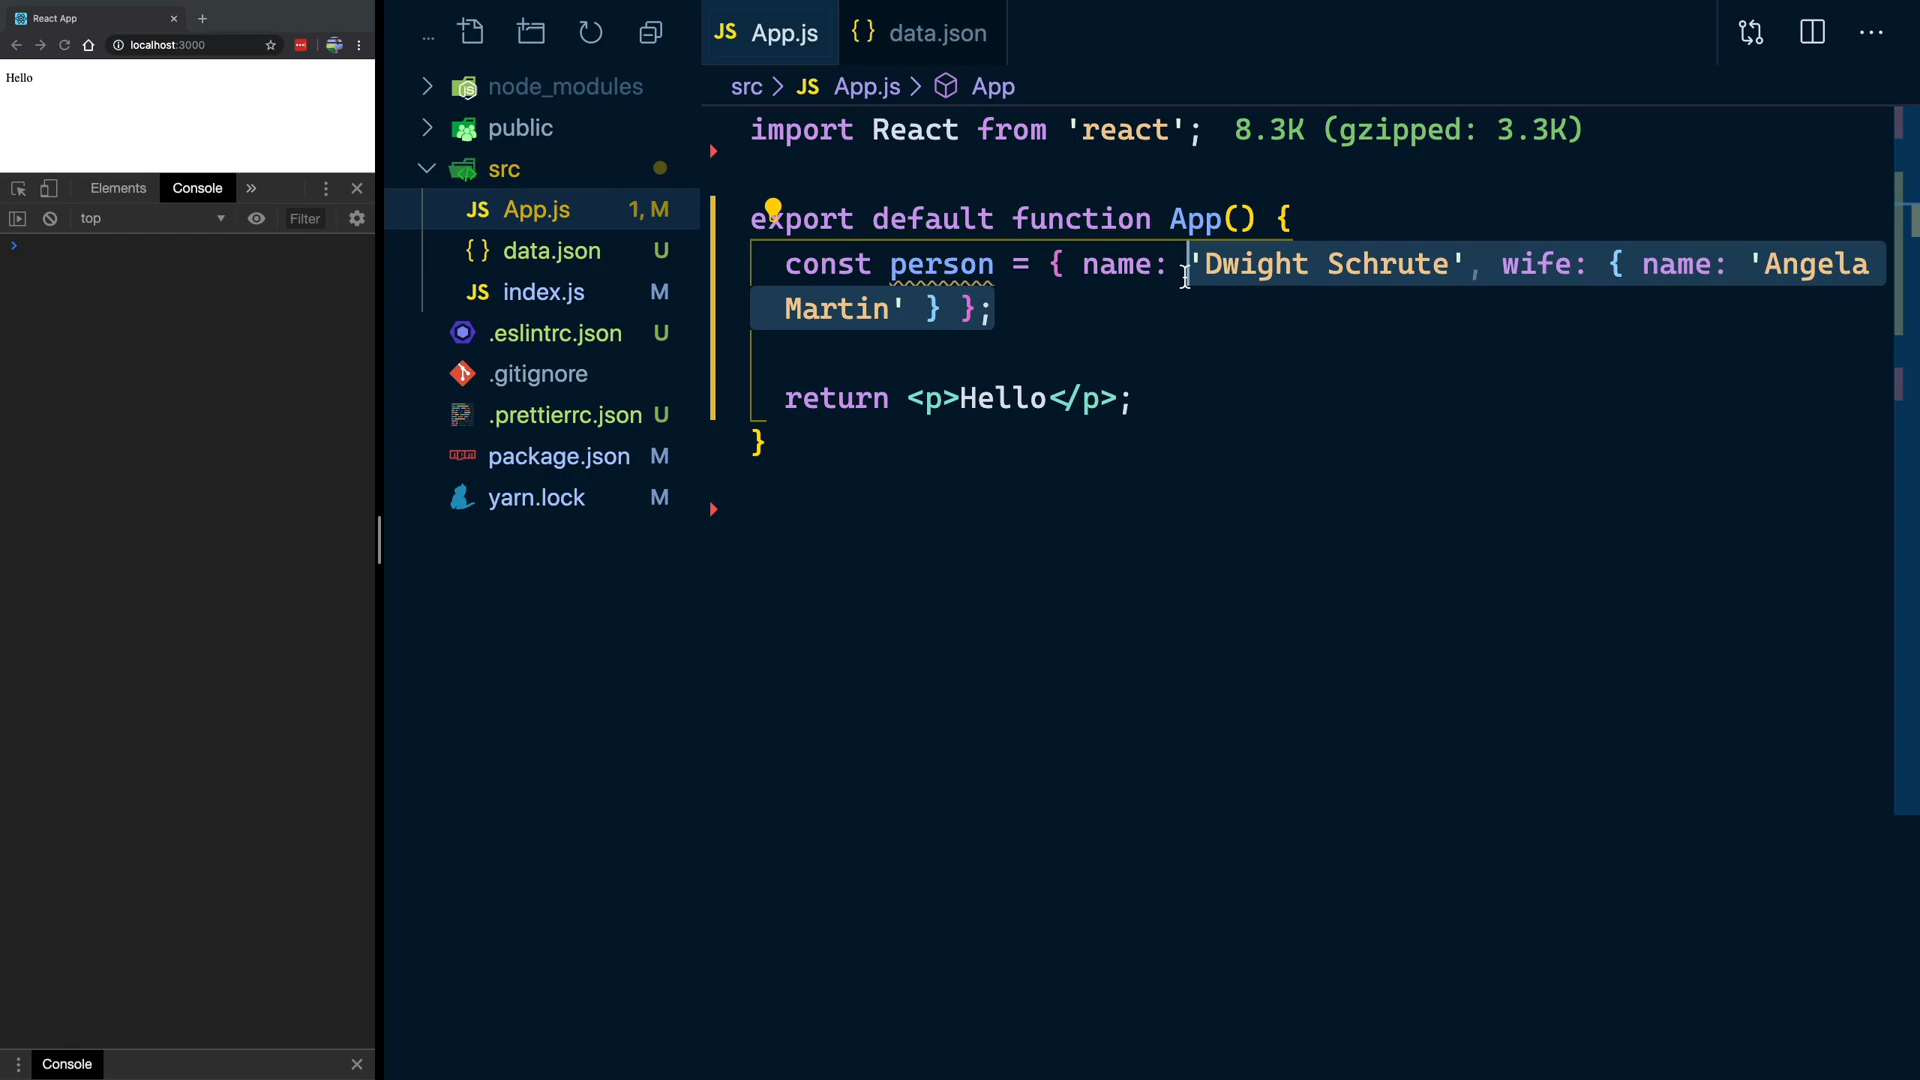 React App
localhost:3000
Hello
Elements
Console
top
Filter
Console
node_modules
public
src
JS App.js 1, M
{ } data.json U
JS index.js M
.eslintrc.json U
.gitignore
.prettierrc.json U
package.json M
yarn.lock M
JS App.js
{ } data.json
src > JS App.js > App
import React from 'react'; 8.3K (gzipped: 3.3K)
export default function App() {
const person = { name: 'Dwight Schrute', wife: { name: 'Angela
Martin' } };
return <p>Hello</p>;
}